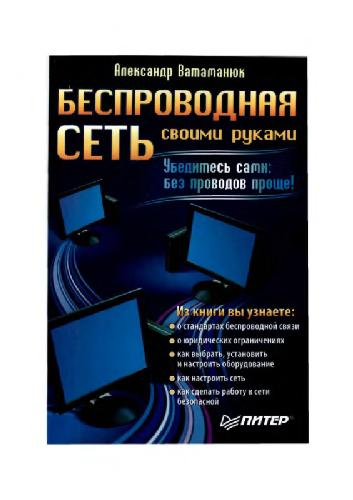 Александр Ватаманюк
БЕСПРОВОДНАЯ
СЕТЬ своими руками
Убедитесь сами:
без проводов проще!
Из книги вы узнаете:
о стандартах беспроводной связи
о юридических ограничениях
как выбрать, установить
и настроить оборудование
как настроить сеть
как сделать работу в сети
безопасной
ПИТЕР